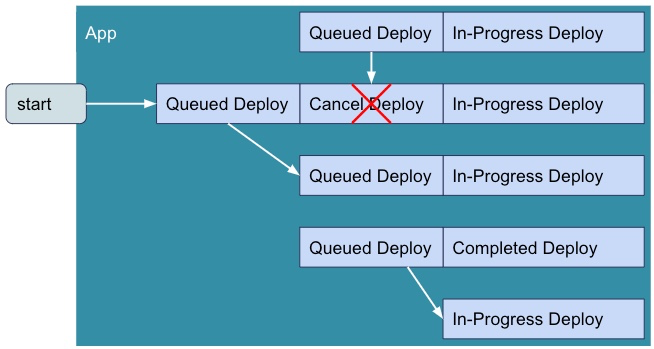 App
Queued Deploy
In-Progress Deploy
start
Queued Deploy
Cancel Deploy
In-Progress Deploy
Queued Deploy
In-Progress Deploy
Queued Deploy
Completed Deploy
In-Progress Deploy